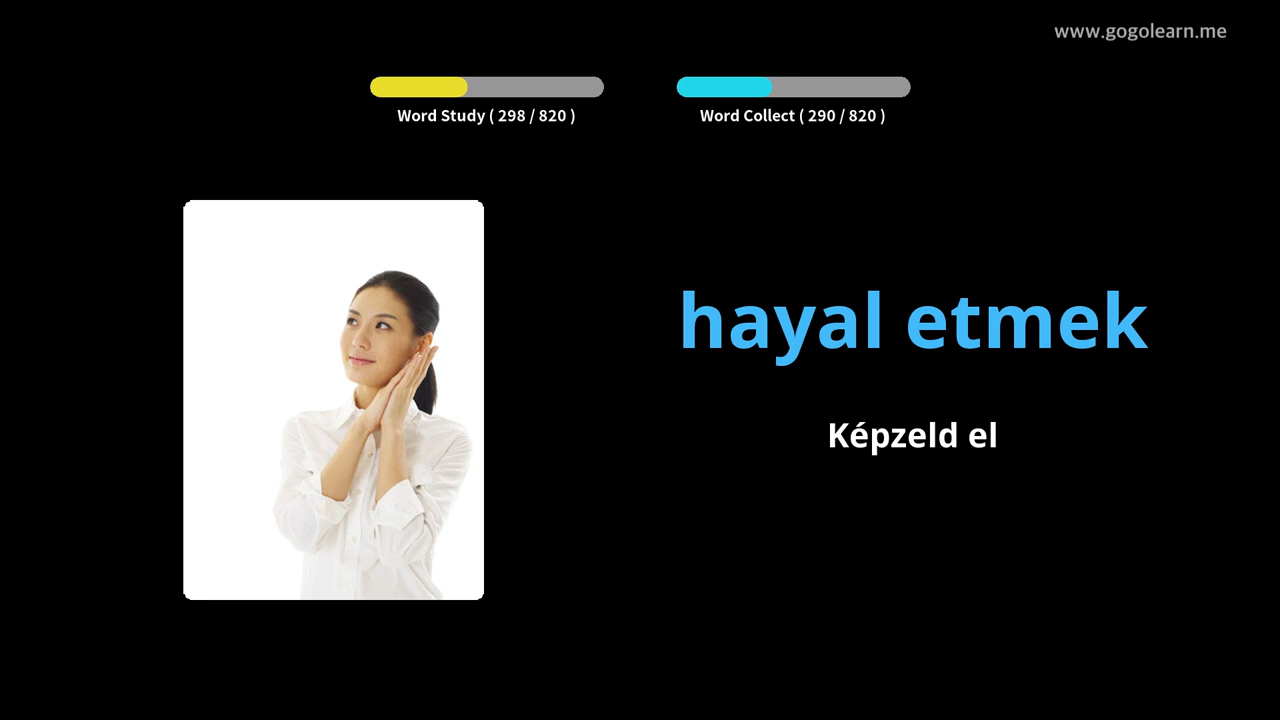 www.gogolearn.me
Word Study ( 298 / 820 )
Word Collect ( 290 / 820 )
hayal etmek
Képzeld el